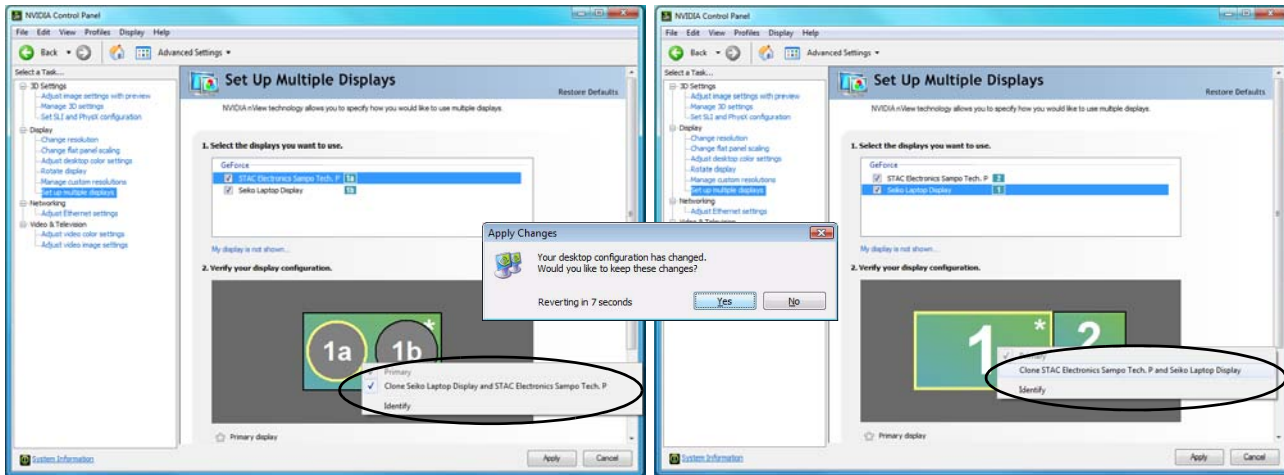 NVIDIA Control Panel
File Edit View Profiles Display Help
Back
Advanced Settings
Select a Task...
3D Settings
Adjust image settings with preview
Manage 3D settings
Set SLI and PhysX configuration
Display
Change resolution
Change flat panel scaling
Adjust desktop color settings
Rotate display
Manage custom resolutions
Set up multiple displays
Networking
Adjust Ethernet settings
Video & Television
Adjust video color settings
Adjust video image settings
System Information
Set Up Multiple Displays
Restore Defaults
NVIDIA nView technology allows you to specify how you would like to use multiple displays.
1. Select the displays you want to use.
GeForce
STAC Electronics Sampo Tech. P 1a
Seiko Laptop Display 1b
My display is not shown...
2. Verify your display configuration.
1a 1b *
Primary
Clone Seiko Laptop Display and STAC Electronics Sampo Tech. P
Identify
Primary display
Apply Cancel
Apply Changes
Your desktop configuration has changed.
Would you like to keep these changes?
Reverting in 7 seconds
Yes No
NVIDIA Control Panel
File Edit View Profiles Display Help
Back
Advanced Settings
Select a Task...
3D Settings
Adjust image settings with preview
Manage 3D settings
Set SLI and PhysX configuration
Display
Change resolution
Change flat panel scaling
Adjust desktop color settings
Rotate display
Manage custom resolutions
Set up multiple displays
Networking
Adjust Ethernet settings
System Information
Set Up Multiple Displays
Restore Defaults
NVIDIA nView technology allows you to specify how you would like to use multiple displays.
1. Select the displays you want to use.
GeForce
STAC Electronics Sampo Tech. P 2
Seiko Laptop Display 1
My display is not shown...
2. Verify your display configuration.
1 * 2
Primary
Clone STAC Electronics Sampo Tech. P and Seiko Laptop Display
Identify
Primary display
Apply Cancel